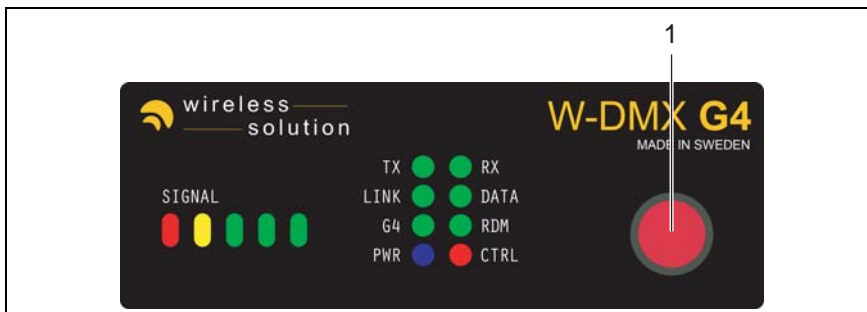 1
wireless
solution
W-DMX G4
MADE IN SWEDEN
SIGNAL
TX RX
LINK DATA
G4 RDM
PWR CTRL